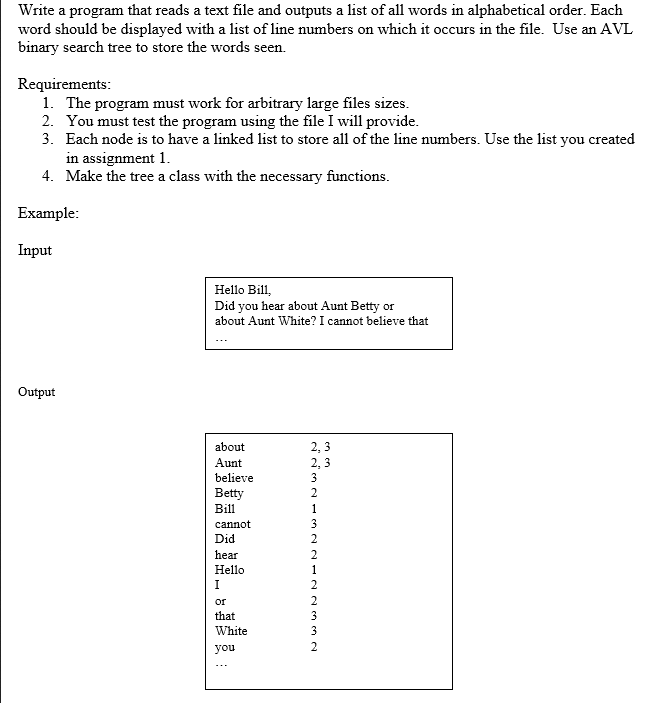 Write a program that reads a text file and outputs a list of all words in alphabetical order. Each
word should be displayed with a list of line numbers on which it occurs in the file. Use an AVL
binary search tree to store the words seen.
Requirements:
1. The program must work for arbitrary large files sizes.
2. You must test the program using the file I will provide.
3. Each node is to have a linked list to store all of the line numbers. Use the list you created
in assignment 1.
4. Make the tree a class with the necessary functions.
Example:
Input
Hello Bill,
Did you hear about Aunt Betty or
about Aunt White? I cannot believe that
...
Output
about 2, 3
Aunt 2, 3
believe 3
Betty 2
Bill 1
cannot 3
Did 2
hear 2
Hello 1
I 2
or 2
that 3
White 3
you 2
...